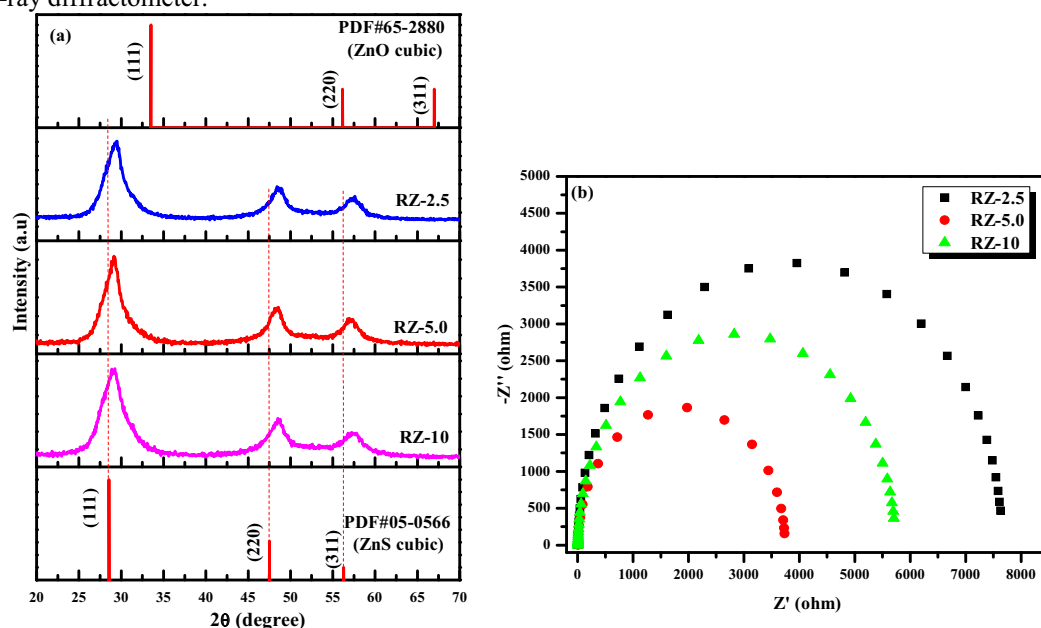 -ray diffractometer.
(a)
PDF#65-2880
(ZnO cubic)
(111)
(220)
(311)
RZ-2.5
RZ-5.0
RZ-10
(111)
(220)
(311)
PDF#05-0566
(ZnS cubic)
Intensity (a.u)
20 25 30 35 40 45 50 55 60 65 70
2θ (degree)
(b)
RZ-2.5
RZ-5.0
RZ-10
5000
4500
4000
3500
3000
2500
2000
1500
1000
500
0
-Z'' (ohm)
0 1000 2000 3000 4000 5000 6000 7000 8000
Z' (ohm)